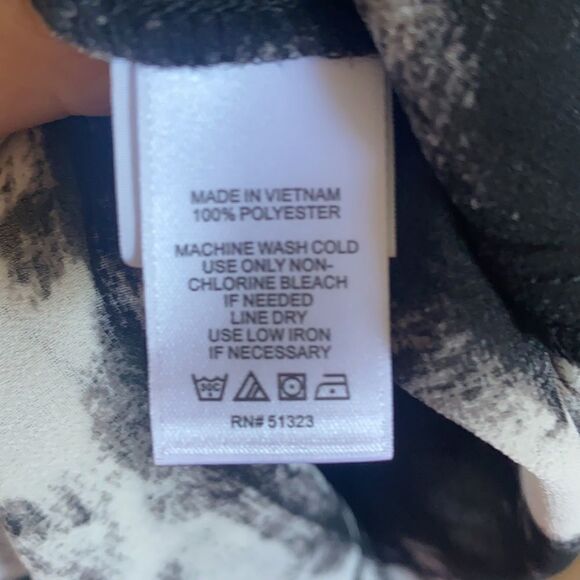 MADE IN VIETNAM
100% POLYESTER
MACHINE WASH COLD
USE ONLY NON-
CHLORINE BLEACH
IF NEEDED
LINE DRY
USE LOW IRON
IF NECESSARY
RN# 51323